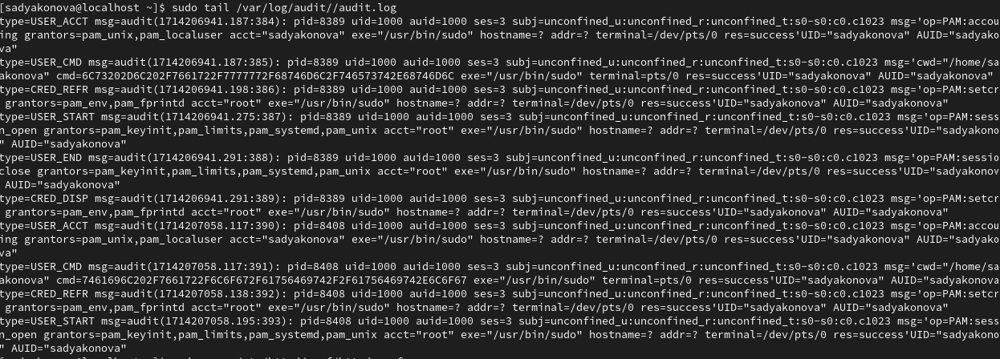 [sadyakonova@localhost ~]$ sudo tail /var/log/audit//audit.log
type=USER_ACCT msg=audit(1714206941.187:384): pid=8389 uid=1000 auid=1000 ses=3 subj=unconfined_u:unconfined_r:unconfined_t:s0-s0:c0.c1023 msg='op=PAM:accou
ing grantors=pam_unix,pam_localuser acct="sadyakonova" exe="/usr/bin/sudo" hostname=? addr=? terminal=/dev/pts/0 res=success'UID="sadyakonova" AUID="sadyako
va"
type=USER_CMD msg=audit(1714206941.187:385): pid=8389 uid=1000 auid=1000 ses=3 subj=unconfined_u:unconfined_r:unconfined_t:s0-s0:c0.c1023 msg='cwd="/home/sa
akonova" cmd=6C73202D6C202F7661722F7777772F68746D6C2F746573742E68746D6C exe="/usr/bin/sudo" terminal=pts/0 res=success'UID="sadyakonova" AUID="sadyakonova"
type=CRED_REFR msg=audit(1714206941.198:386): pid=8389 uid=1000 auid=1000 ses=3 subj=unconfined_u:unconfined_r:unconfined_t:s0-s0:c0.c1023 msg='op=PAM:setcr
 grantors=pam_env,pam_fprintd acct="root" exe="/usr/bin/sudo" hostname=? addr=? terminal=/dev/pts/0 res=success'UID="sadyakonova" AUID="sadyakonova"
type=USER_START msg=audit(1714206941.275:387): pid=8389 uid=1000 auid=1000 ses=3 subj=unconfined_u:unconfined_r:unconfined_t:s0-s0:c0.c1023 msg='op=PAM:sess
n_open grantors=pam_keyinit,pam_limits,pam_systemd,pam_unix acct="root" exe="/usr/bin/sudo" hostname=? addr=? terminal=/dev/pts/0 res=success'UID="sadyakono
" AUID="sadyakonova"
type=USER_END msg=audit(1714206941.291:388): pid=8389 uid=1000 auid=1000 ses=3 subj=unconfined_u:unconfined_r:unconfined_t:s0-s0:c0.c1023 msg='op=PAM:sessio
close grantors=pam_keyinit,pam_limits,pam_systemd,pam_unix acct="root" exe="/usr/bin/sudo" hostname=? addr=? terminal=/dev/pts/0 res=success'UID="sadyakonov
 AUID="sadyakonova"
type=CRED_DISP msg=audit(1714206941.291:389): pid=8389 uid=1000 auid=1000 ses=3 subj=unconfined_u:unconfined_r:unconfined_t:s0-s0:c0.c1023 msg='op=PAM:setcr
 grantors=pam_env,pam_fprintd acct="root" exe="/usr/bin/sudo" hostname=? addr=? terminal=/dev/pts/0 res=success'UID="sadyakonova" AUID="sadyakonova"
type=USER_ACCT msg=audit(1714207058.117:390): pid=8408 uid=1000 auid=1000 ses=3 subj=unconfined_u:unconfined_r:unconfined_t:s0-s0:c0.c1023 msg='op=PAM:accou
ing grantors=pam_unix,pam_localuser acct="sadyakonova" exe="/usr/bin/sudo" hostname=? addr=? terminal=/dev/pts/0 res=success'UID="sadyakonova" AUID="sadyako
va"
type=USER_CMD msg=audit(1714207058.117:391): pid=8408 uid=1000 auid=1000 ses=3 subj=unconfined_u:unconfined_r:unconfined_t:s0-s0:c0.c1023 msg='cwd="/home/sa
akonova" cmd=7461696C202F7661722F6C6F672F61756469742F2F61756469742E6C6F67 exe="/usr/bin/sudo" terminal=pts/0 res=success'UID="sadyakonova" AUID="sadyakonova
type=CRED_REFR msg=audit(1714207058.138:392): pid=8408 uid=1000 auid=1000 ses=3 subj=unconfined_u:unconfined_r:unconfined_t:s0-s0:c0.c1023 msg='op=PAM:setcr
 grantors=pam_env,pam_fprintd acct="root" exe="/usr/bin/sudo" hostname=? addr=? terminal=/dev/pts/0 res=success'UID="sadyakonova" AUID="sadyakonova"
type=USER_START msg=audit(1714207058.195:393): pid=8408 uid=1000 auid=1000 ses=3 subj=unconfined_u:unconfined_r:unconfined_t:s0-s0:c0.c1023 msg='op=PAM:sess
n_open grantors=pam_keyinit,pam_limits,pam_systemd,pam_unix acct="root" exe="/usr/bin/sudo" hostname=? addr=? terminal=/dev/pts/0 res=success'UID="sadyakono
" AUID="sadyakonova"